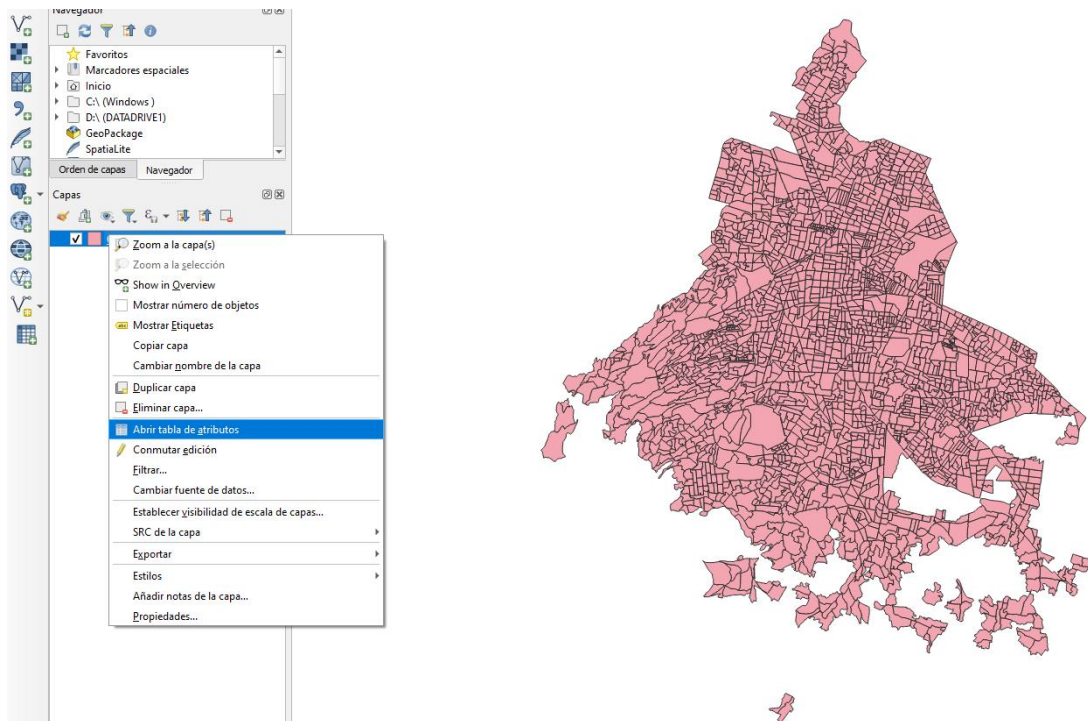 Navegador
Favoritos
Marcadores espaciales
Inicio
C:\ (Windows )
D:\ (DATADRIVE1)
GeoPackage
SpatiaLite
Orden de capas
Navegador
Capas
Zoom a la capa(s)
Zoom a la selección
Show in Overview
Mostrar número de objetos
abc Mostrar Etiquetas
Copiar capa
Cambiar nombre de la capa
Duplicar capa
Eliminar capa...
Abrir tabla de atributos
Conmutar edición
Filtrar...
Cambiar fuente de datos...
Establecer visibilidad de escala de capas...
SRC de la capa
Exportar
Estilos
Añadir notas de la capa...
Propiedades...